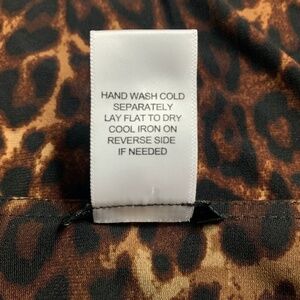 HAND WASH COLD
SEPARATELY
LAY FLAT TO DRY
COOL IRON ON
REVERSE SIDE
IF NEEDED